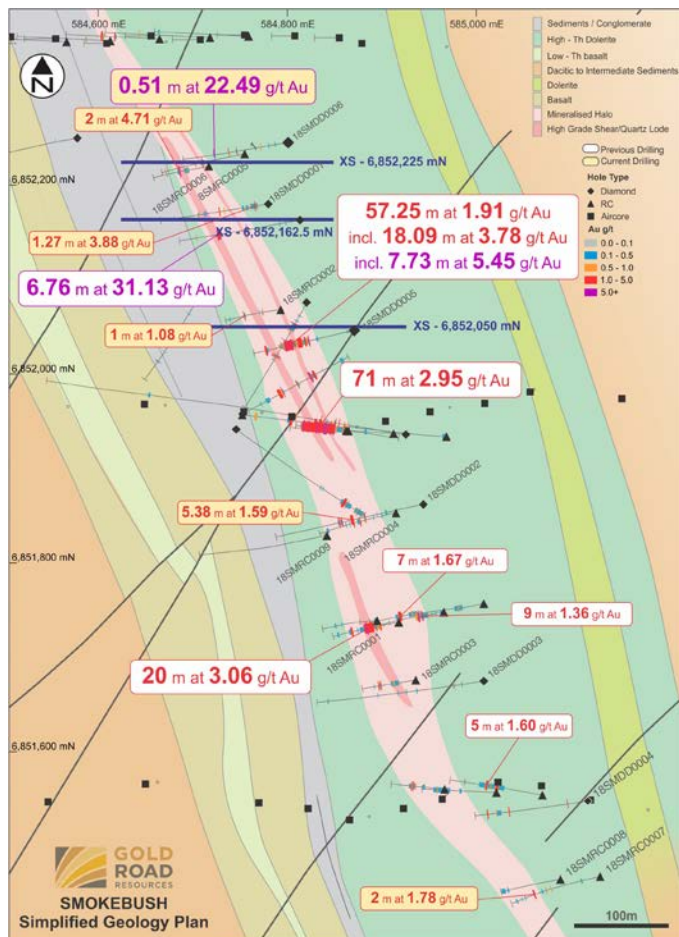 584,600 mE
584,800 mE
585,000 mE
Sediments / Conglomerate
High - Th Dolerite
Low - Th basalt
Dacitic to Intermediate Sediments
Dolerite
Basalt
Mineralised Halo
High Grade Shear/Quartz Lode
Previous Drilling
Current Drilling
Hole Type
Diamond
RC
Aircore
Au g/t
0.0 - 0.1
0.1 - 0.5
0.5 - 1.0
1.0 - 5.0
5.0+
N
0.51 m at 22.49 g/t Au
2 m at 4.71 g/t Au
18SMDD0006
XS - 6,852,225 mN
18SMRC0006
8SMRC0005
18SMDD0001
6,852,200 mN
XS - 6,852,162.5 mN
1.27 m at 3.88 g/t Au
57.25 m at 1.91 g/t Au
incl. 18.09 m at 3.78 g/t Au
incl. 7.73 m at 5.45 g/t Au
6.76 m at 31.13 g/t Au
18SMRC0002
18SMDD0005
XS - 6,852,050 mN
1 m at 1.08 g/t Au
6,852,000 mN
71 m at 2.95 g/t Au
18SMDD0002
5.38 m at 1.59 g/t Au
18SMRC0009
18SMRC0004
6,851,800 mN
7 m at 1.67 g/t Au
9 m at 1.36 g/t Au
18SMRC0001
18SMRC0003
18SMDD0003
20 m at 3.06 g/t Au
6,851,600 mN
5 m at 1.60 g/t Au
18SMDD0004
18SMRC0008
18SMRC0007
2 m at 1.78 g/t Au
GOLD
ROAD
RESOURCES
SMOKEBUSH
Simplified Geology Plan
100m